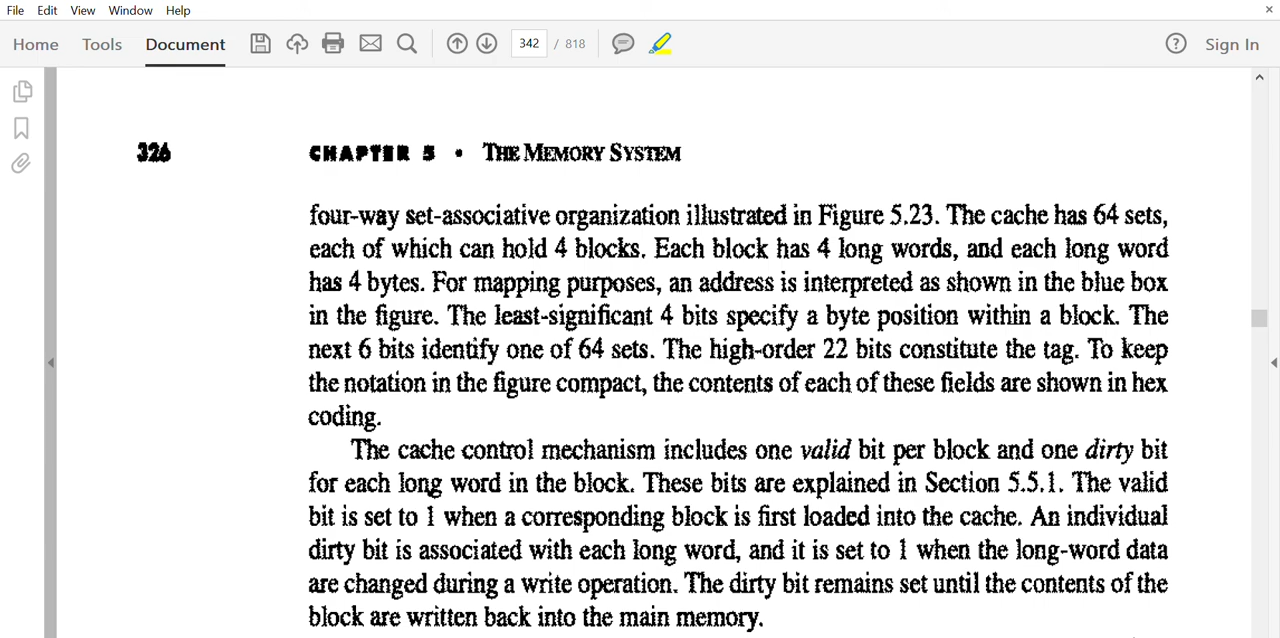 File Edit View Window Help
Home Tools Document 342 / 818 Sign In
326 CHAPTER 5 • THE MEMORY SYSTEM
four-way set-associative organization illustrated in Figure 5.23. The cache has 64 sets,
each of which can hold 4 blocks. Each block has 4 long words, and each long word
has 4 bytes. For mapping purposes, an address is interpreted as shown in the blue box
in the figure. The least-significant 4 bits specify a byte position within a block. The
next 6 bits identify one of 64 sets. The high-order 22 bits constitute the tag. To keep
the notation in the figure compact, the contents of each of these fields are shown in hex
coding.
The cache control mechanism includes one valid bit per block and one dirty bit
for each long word in the block. These bits are explained in Section 5.5.1. The valid
bit is set to 1 when a corresponding block is first loaded into the cache. An individual
dirty bit is associated with each long word, and it is set to 1 when the long-word data
are changed during a write operation. The dirty bit remains set until the contents of the
block are written back into the main memory.